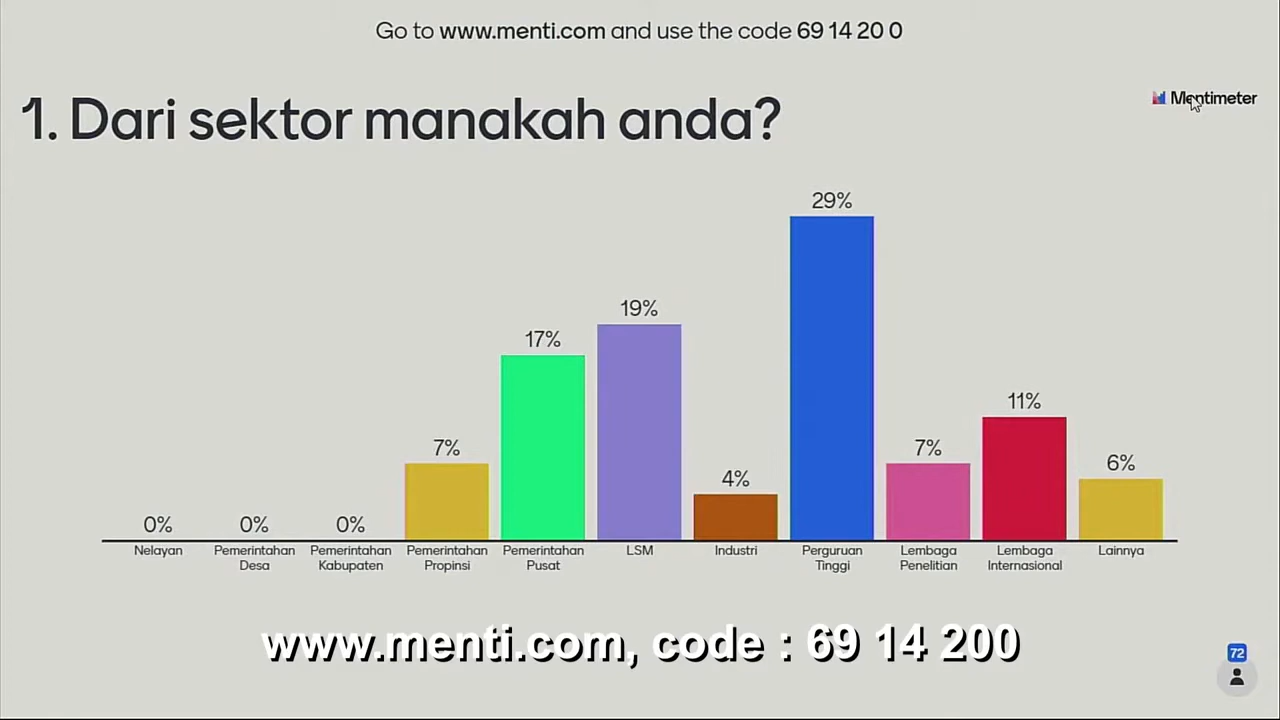 Go to www.menti.com and use the code 69 14 20 0
1. Dari sektor manakah anda?
Mentimeter
29%
19%
17%
11%
7%
7%
6%
4%
0%
0%
0%
Nelayan
Pemerintahan
Desa
Pemerintahan
Kabupaten
Pemerintahan
Propinsi
Pemerintahan
Pusat
LSM
Industri
Perguruan
Tinggi
Lembaga
Penelitian
Lembaga
Internasional
Lainnya
www.menti.com, code : 69 14 200
72